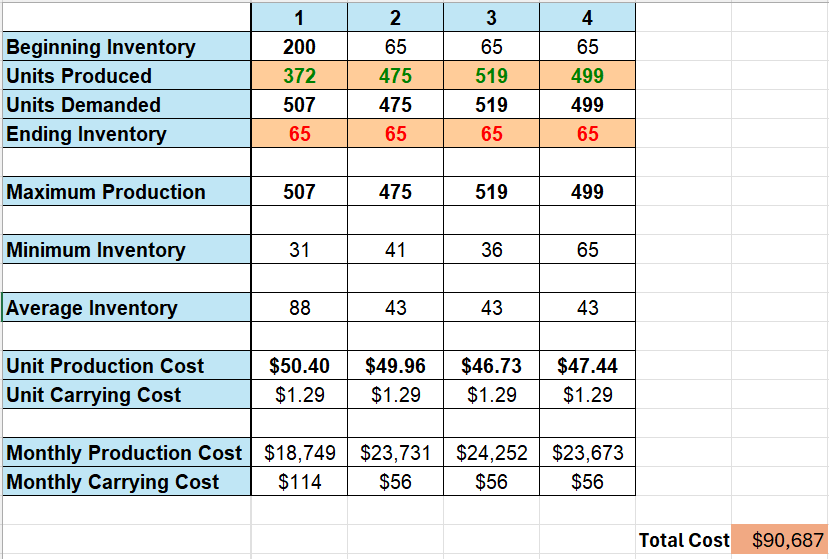 1 2 3 4
Beginning Inventory 200 65 65 65
Units Produced 372 475 519 499
Units Demanded 507 475 519 499
Ending Inventory 65 65 65 65
Maximum Production 507 475 519 499
Minimum Inventory 31 41 36 65
Average Inventory 88 43 43 43
Unit Production Cost $50.40 $49.96 $46.73 $47.44
Unit Carrying Cost $1.29 $1.29 $1.29 $1.29
Monthly Production Cost $18,749 $23,731 $24,252 $23,673
Monthly Carrying Cost $114 $56 $56 $56
Total Cost $90,687